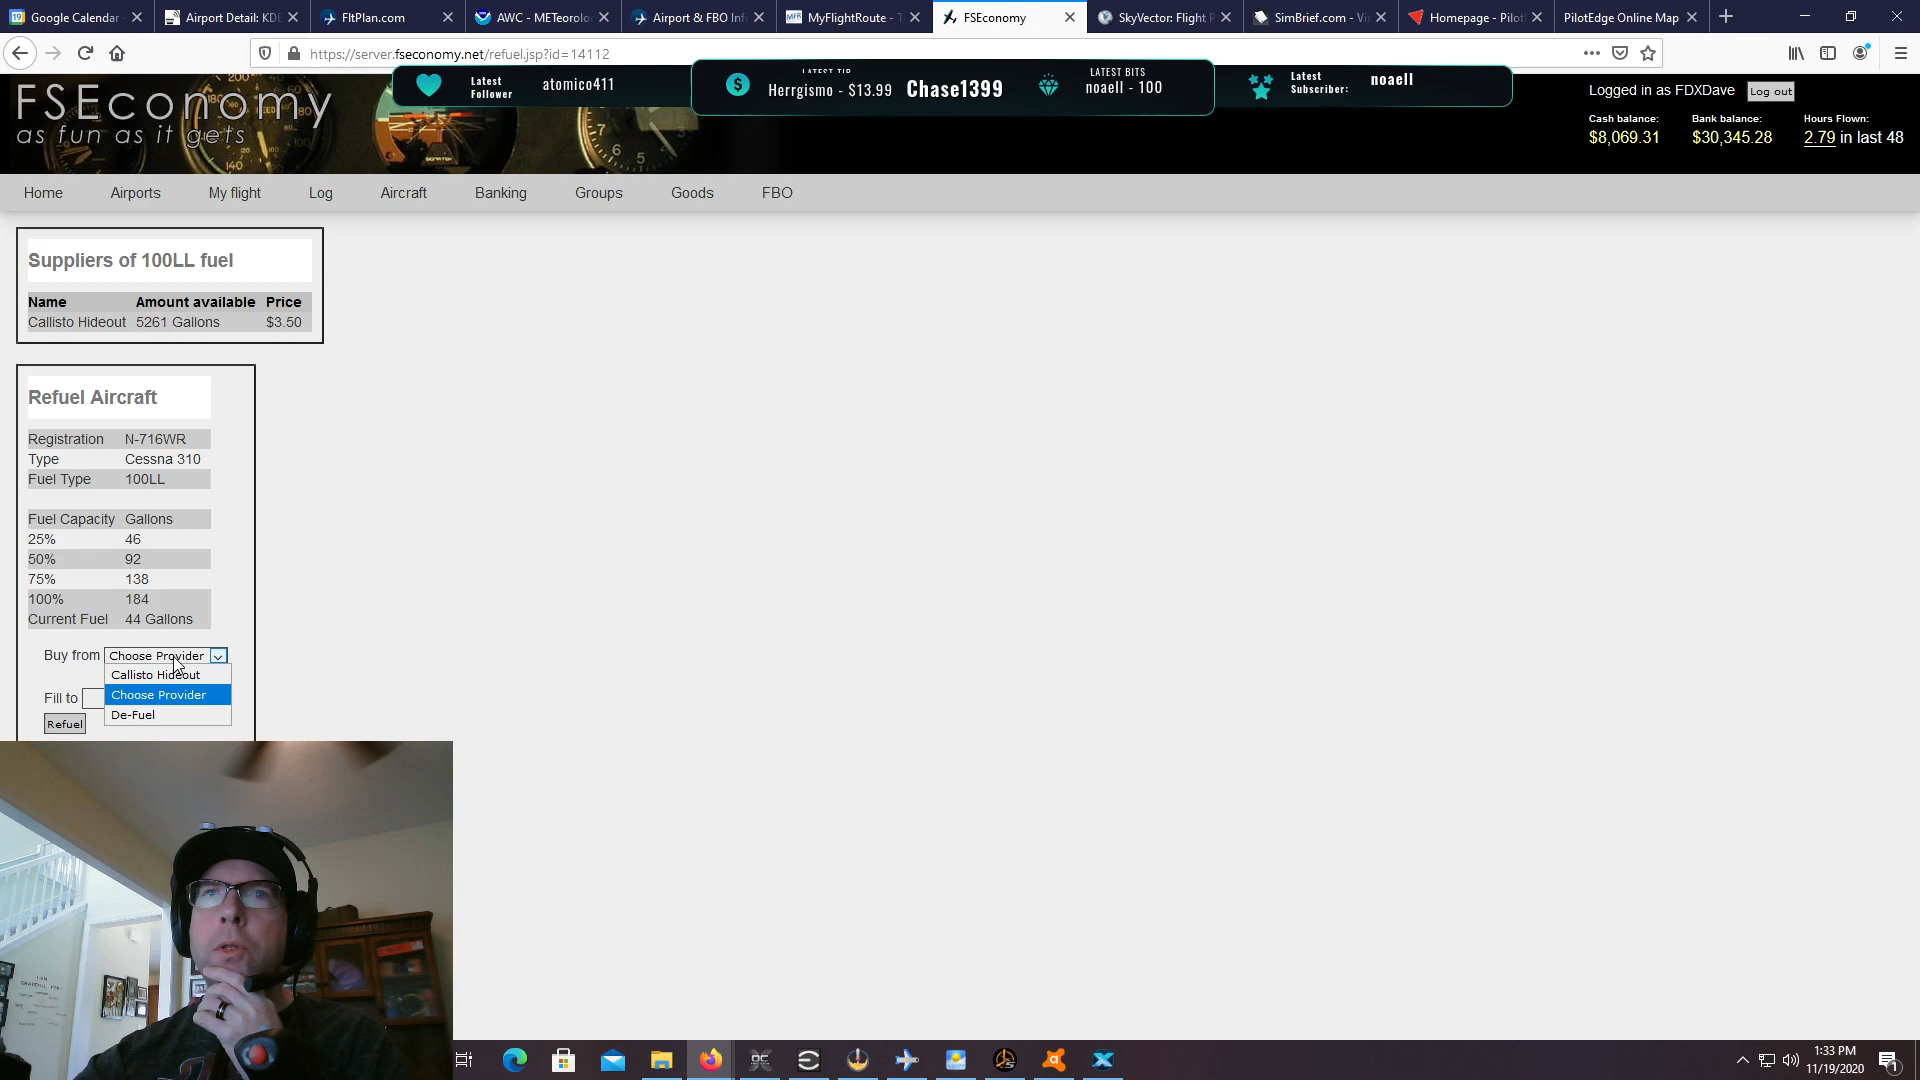 Google Calendar
Airport Detail: KD
FltPlan.com
AWC - METeorolo
Airport & FBO Inf
MyFlightRoute - T
FSEconomy
SkyVector: Flight P
SimBrief.com - Vi
Homepage - Pilot
PilotEdge Online Map
https://server.fseconomy.net/refuel.jsp?id=14112
FSEconomy
as fun as it gets
Latest Follower
atomico411
LATEST TIP
Herrgismo - $13.99
Chase1399
LATEST BITS
noaell - 100
Latest Subscriber:
noaell
Logged in as FDXDave
Log out
Cash balance:
$8,069.31
Bank balance:
$30,345.28
Hours Flown:
2.79 in last 48
Home Airports My flight Log Aircraft Banking Groups Goods FBO
Suppliers of 100LL fuel
Name Amount available Price
Callisto Hideout 5261 Gallons $3.50
Refuel Aircraft
Registration N-716WR
Type Cessna 310
Fuel Type 100LL
Fuel Capacity Gallons
25% 46
50% 92
75% 138
100% 184
Current Fuel 44 Gallons
Buy from Choose Provider
Callisto Hideout
Choose Provider
De-Fuel
Fill to
Refuel
1:33 PM
11/19/2020